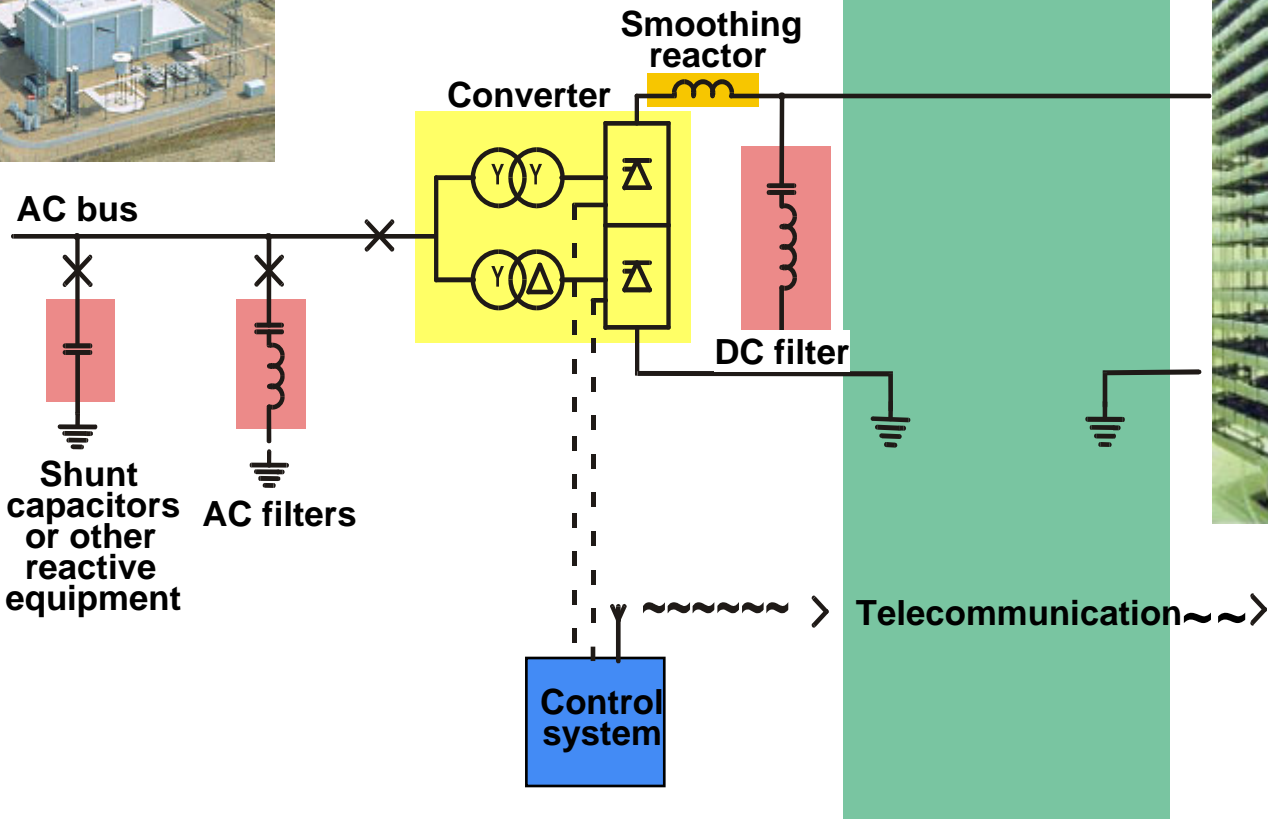 Smoothing
reactor
Converter
Y Y
AC bus
Y Δ
DC filter
Shunt
capacitors
or other
reactive
equipment
AC filters
Telecommunication
Control
system